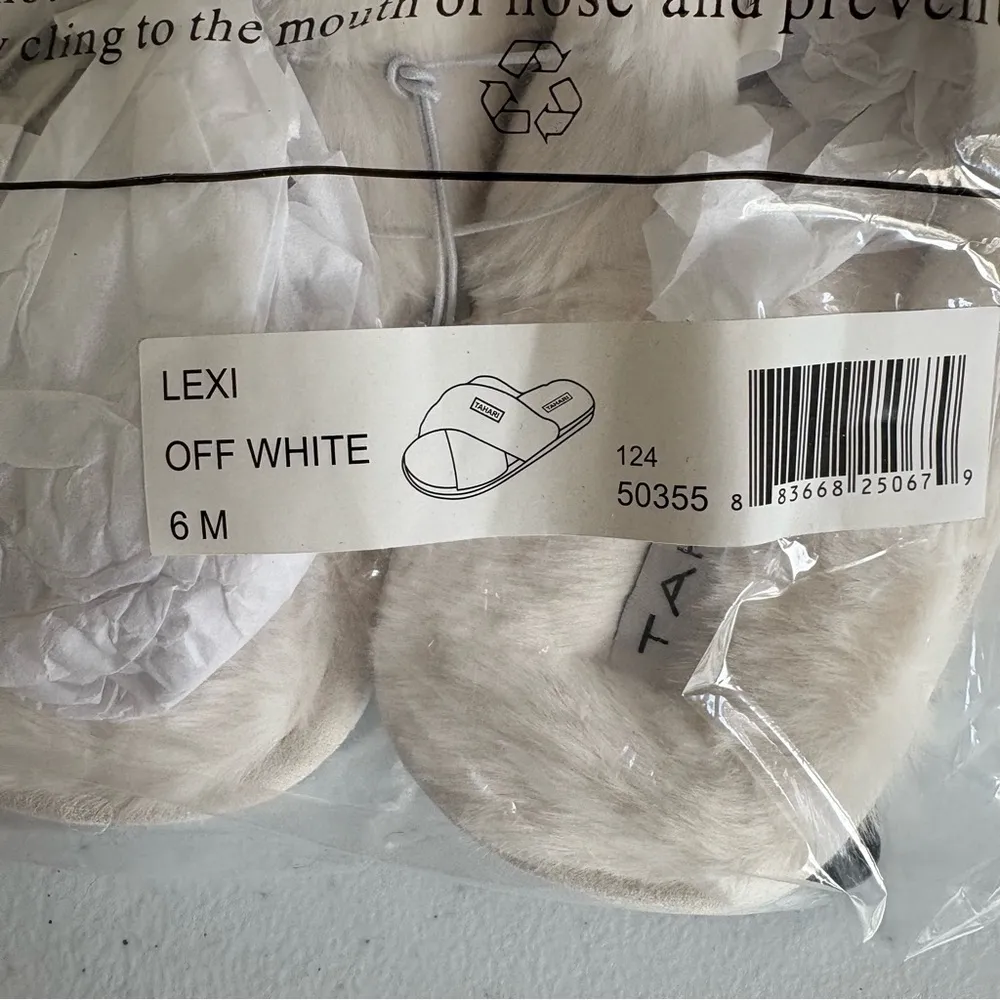 or nose and preven
cling to the mouth
LEXI
OFF WHITE
6 M
TAHARI
TAHARI
124
50355
8 83668 25067 9
TA